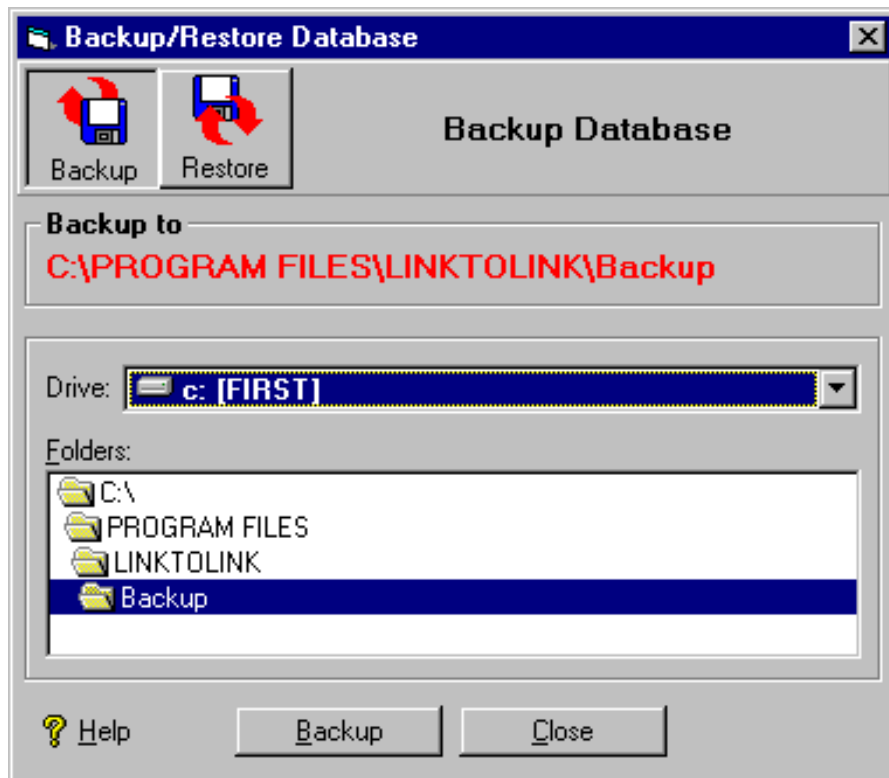 Backup/Restore Database
Backup Restore
Backup Database
Backup to
C:\PROGRAM FILES\LINKTOLINK\Backup
Drive: c: [FIRST]
Folders:
C:\
PROGRAM FILES
LINKTOLINK
Backup
Help Backup Close